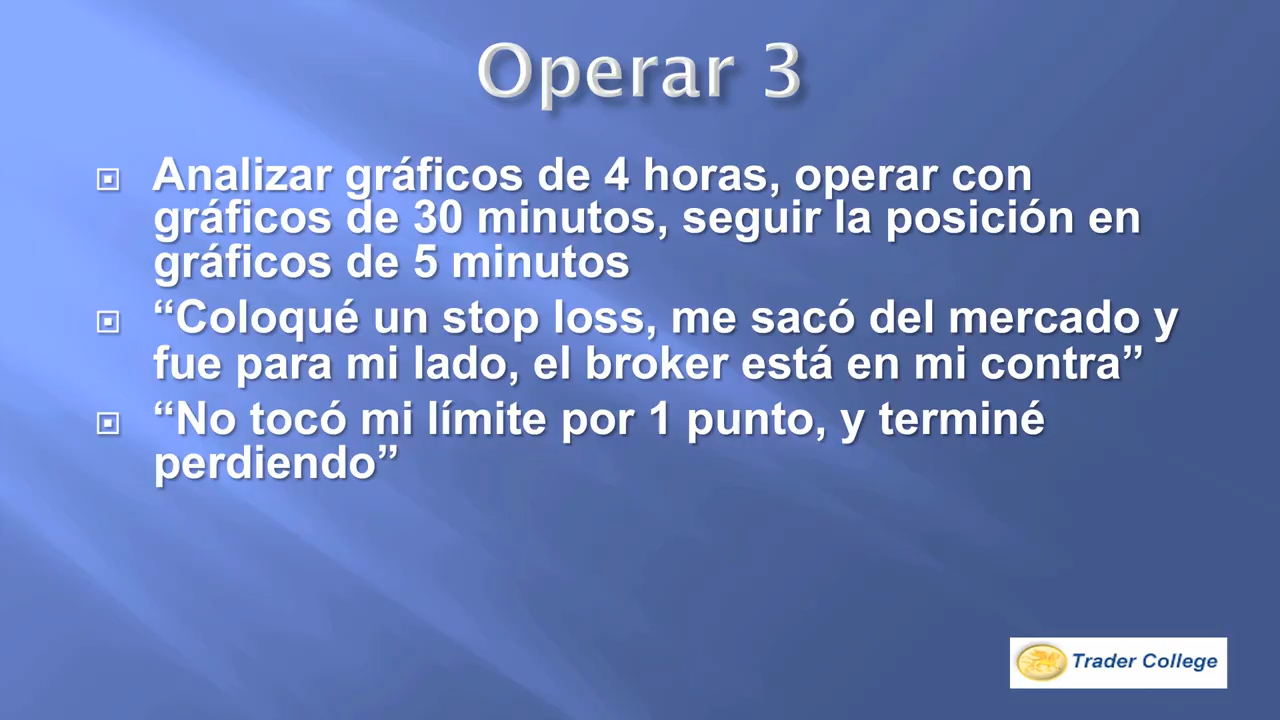 Operar 3
Analizar gráficos de 4 horas, operar con
gráficos de 30 minutos, seguir la posición en
gráficos de 5 minutos
“Coloqué un stop loss, me sacó del mercado y
fue para mi lado, el broker está en mi contra”
“No tocó mi límite por 1 punto, y terminé
perdiendo”
Trader College